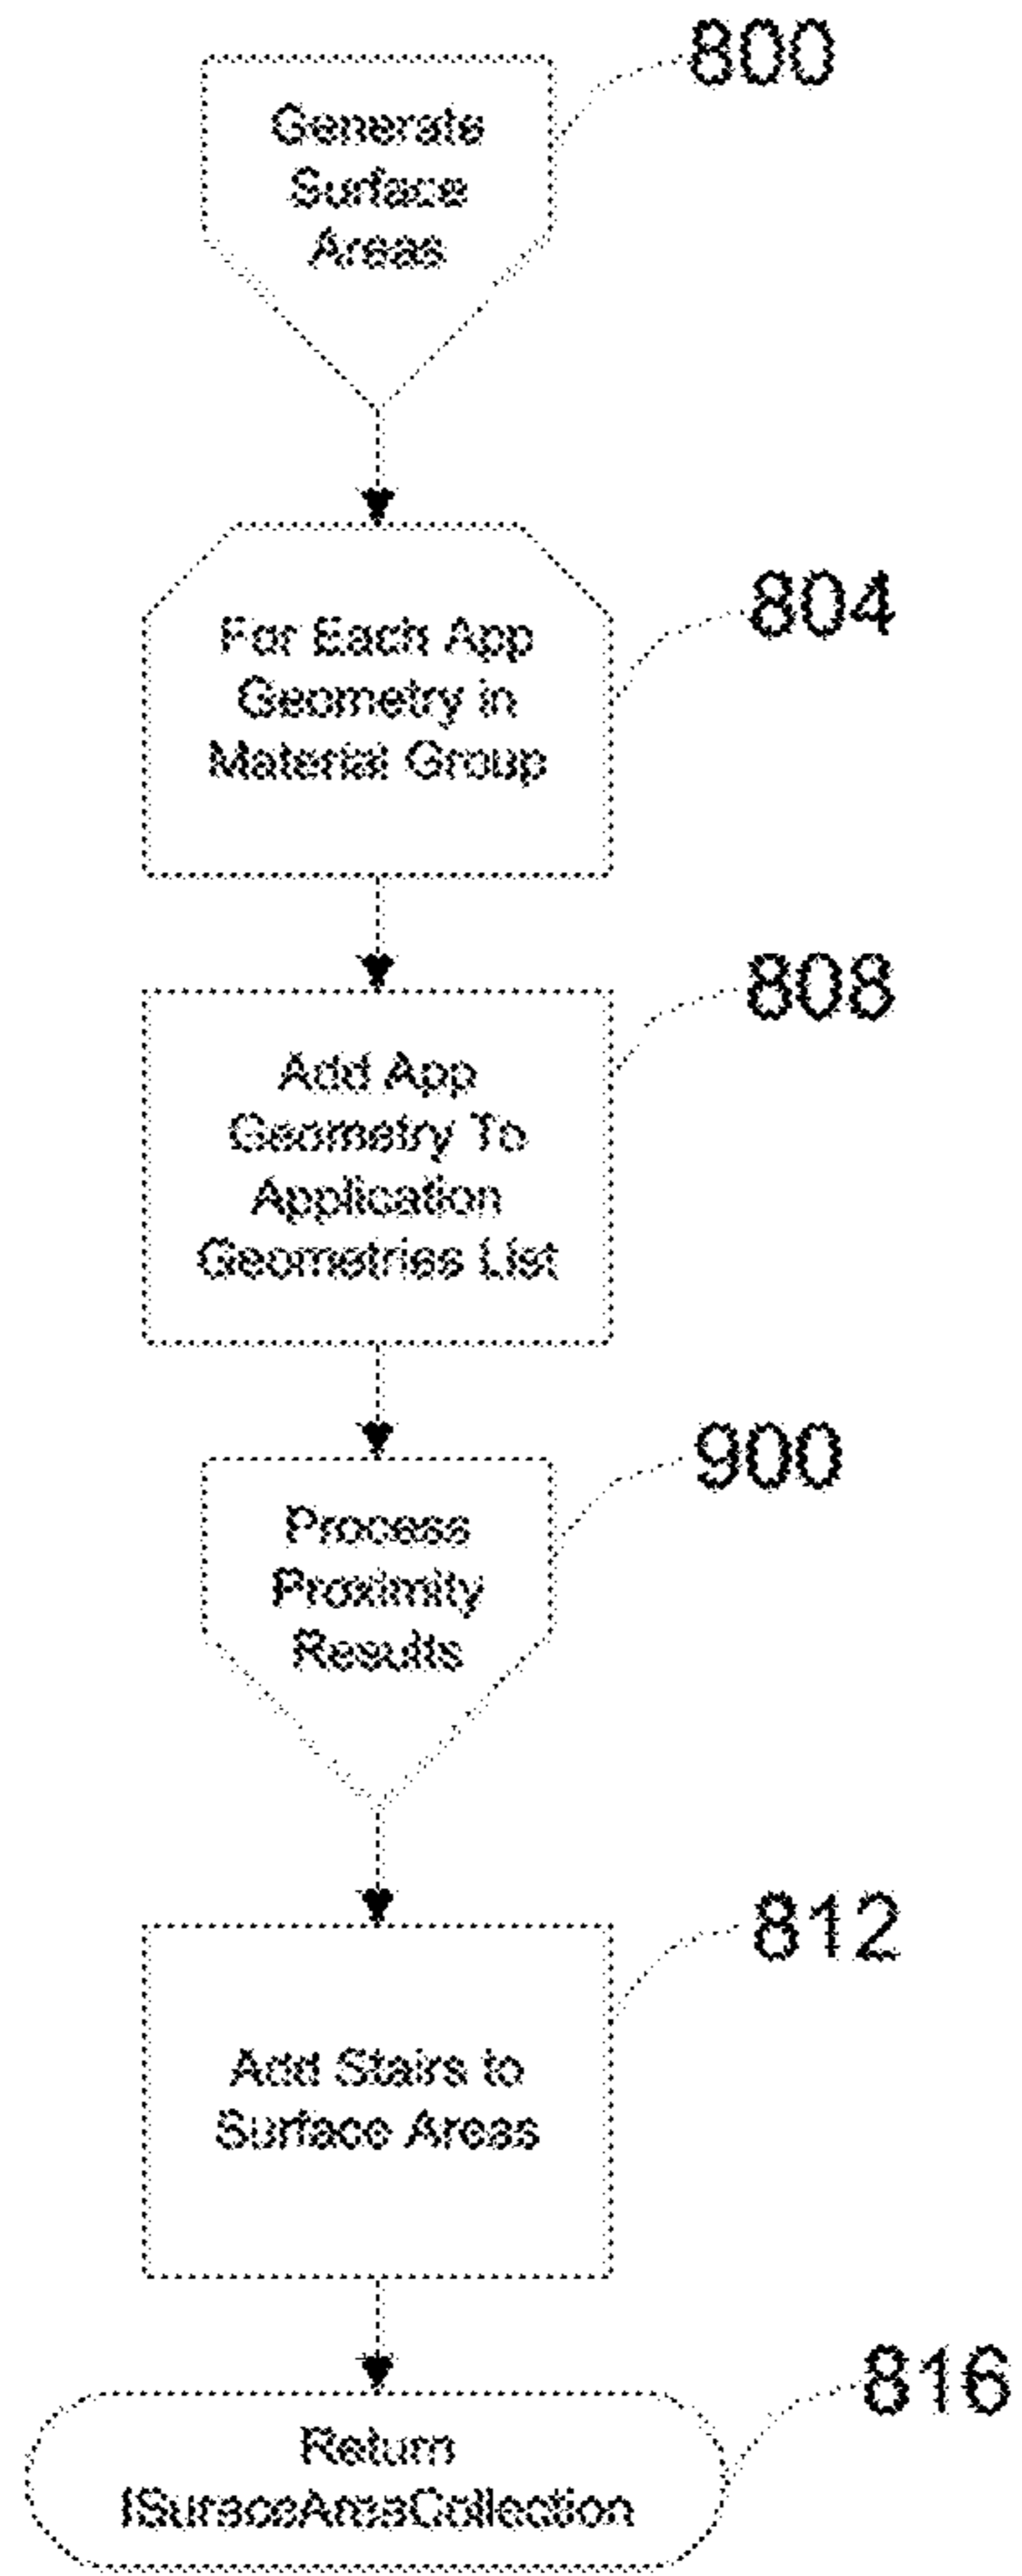 800
Generate
Surface
Areas
804
For Each App
Geometry in
Material Group
808
Add App
Geometry To
Application
Geometries List
900
Process
Proximity
Results
812
Add Stairs to
Surface Areas
816
Return
ISuraceAreaCollection